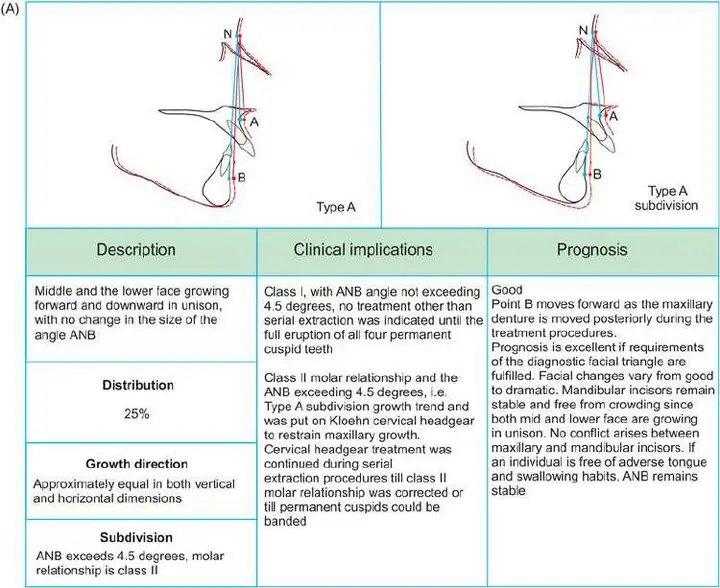 (A)
N
A
B
Type A
N
A
B
Type A
subdivision
Description
Middle and the lower face growing
forward and downward in unison,
with no change in the size of the
angle ANB
Distribution
25%
Growth direction
Approximately equal in both vertical
and horizontal dimensions
Subdivision
ANB exceeds 4.5 degrees, molar
relationship is class II
Clinical implications
Class I, with ANB angle not exceeding
4.5 degrees, no treatment other than
serial extraction was indicated until the
full eruption of all four permanent
cuspid teeth
Class II molar relationship and the
ANB exceeding 4.5 degrees, i.e.
Type A subdivision growth trend and
was put on Kloehn cervical headgear
to restrain maxillary growth.
Cervical headgear treatment was
continued during serial
extraction procedures till class II
molar relationship was corrected or
till permanent cuspids could be
banded
Prognosis
Good
Point B moves forward as the maxillary
denture is moved posteriorly during the
treatment procedures.
Prognosis is excellent if requirements
of the diagnostic facial triangle are
fulfilled. Facial changes vary from good
to dramatic. Mandibular incisors remain
stable and free from crowding since
both mid and lower face are growing
in unison. No conflict arises between
maxillary and mandibular incisors. If
an individual is free of adverse tongue
and swallowing habits, ANB remains
stable